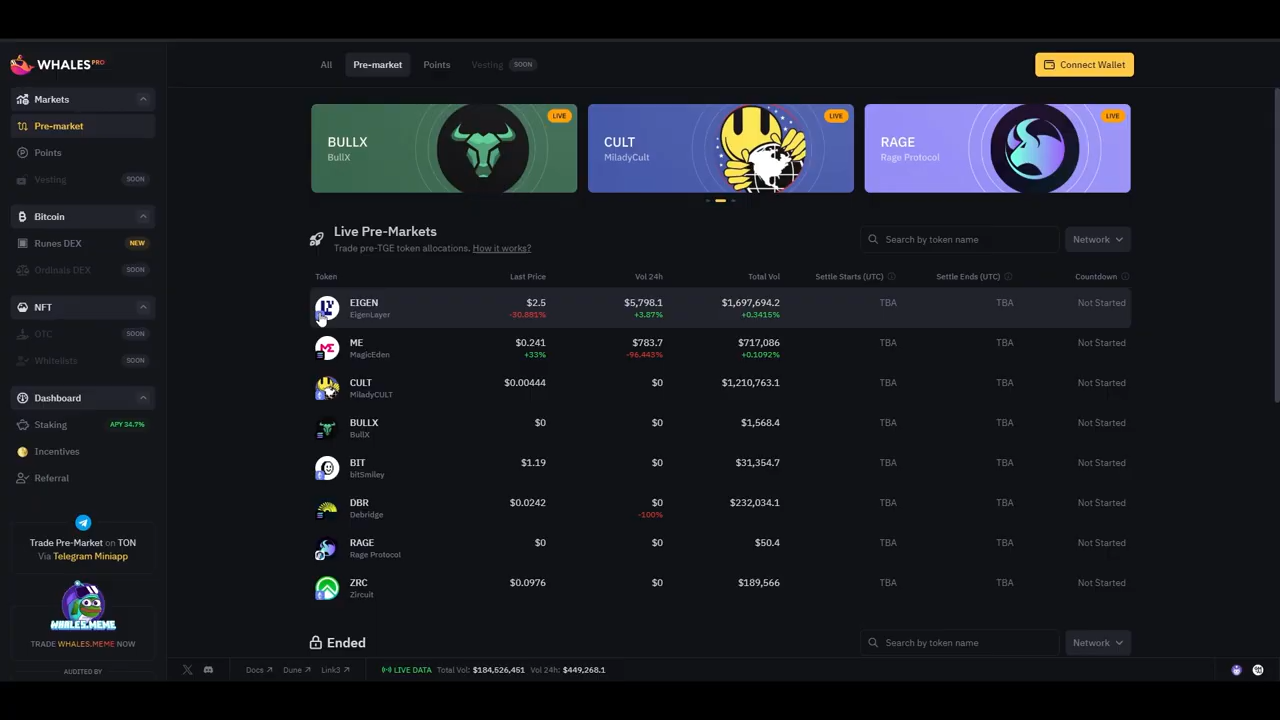 WHALES PRO
Markets
Pre-market
Points
Vesting SOON
Bitcoin
Runes DEX NEW
Ordinals DEX SOON
NFT
OTC SOON
Whitelists SOON
Dashboard
Staking APY 34.7%
Incentives
Referral
Trade Pre-Market on TON
Via Telegram Miniapp
WHALES.MEME
TRADE WHALES.MEME NOW
AUDITED BY
All Pre-market Points Vesting SOON Connect Wallet
BULLX
BullX
LIVE
CULT
MiladyCult
LIVE
RAGE
Rage Protocol
LIVE
Live Pre-Markets
Trade pre-TGE token allocations. How it works?
Search by token name Network
Token Last Price Vol 24h Total Vol Settle Starts (UTC) Settle Ends (UTC) Countdown
EIGEN $2.5 $5,798.1 $1,697,694.2 TBA TBA Not Started
EigenLayer -30.881% +3.87% +0.3415%
ME $0.241 $783.7 $717,086 TBA TBA Not Started
MagicEden +33% -96.443% +0.1092%
CULT $0.00444 $0 $1,210,763.1 TBA TBA Not Started
MiladyCULT
BULLX $0 $0 $1,568.4 TBA TBA Not Started
BullX
BIT $1.19 $0 $31,354.7 TBA TBA Not Started
bitSmiley
DBR $0.0242 $0 $232,034.1 TBA TBA Not Started
Debridge -100%
RAGE $0 $0 $50.4 TBA TBA Not Started
Rage Protocol
ZRC $0.0976 $0 $189,566 TBA TBA Not Started
Zircuit
Ended Search by token name Network
Docs Dune Link3 LIVE DATA Total Vol: $184,526,451 Vol 24h: $449,268.1